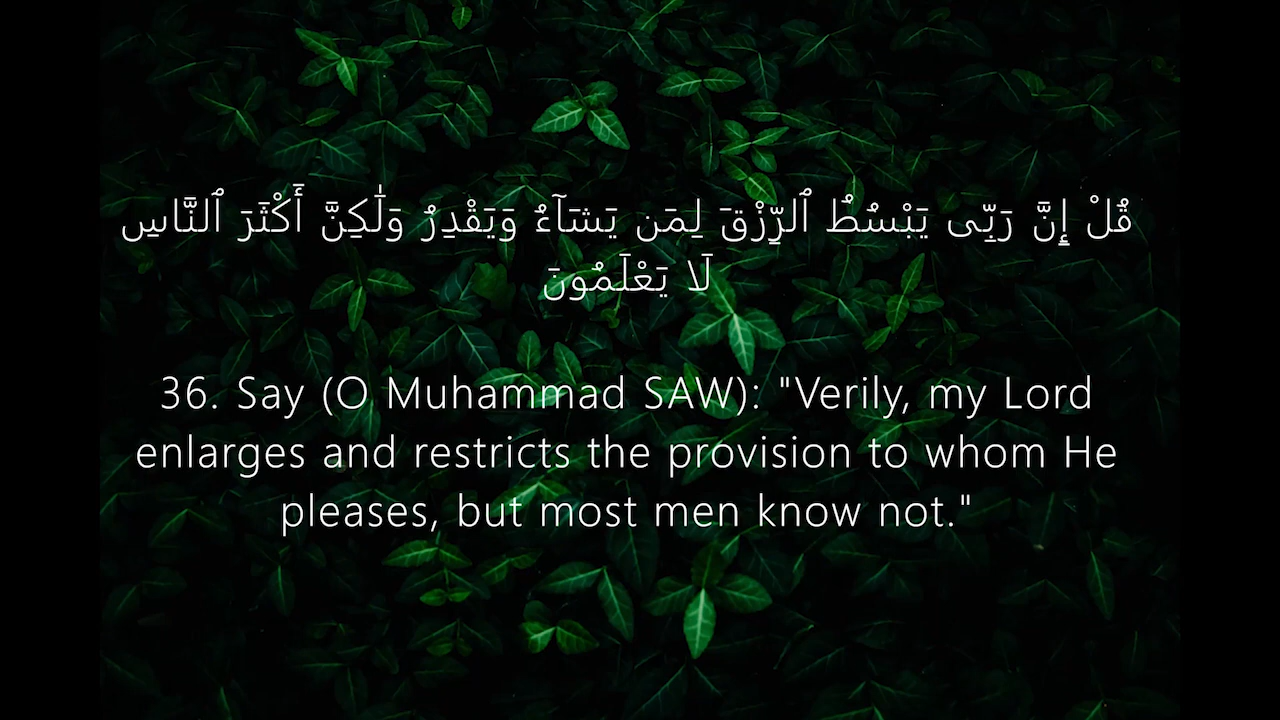 قُلْ إِنَّ رَبِّى يَبْسُطُ ٱلرِّزْقَ لِمَن يَشَآءُ وَيَقْدِرُ وَلَٰكِنَّ أَكْثَرَ ٱلنَّاسِ
لَا يَعْلَمُونَ
36. Say (O Muhammad SAW): "Verily, my Lord
enlarges and restricts the provision to whom He
pleases, but most men know not."